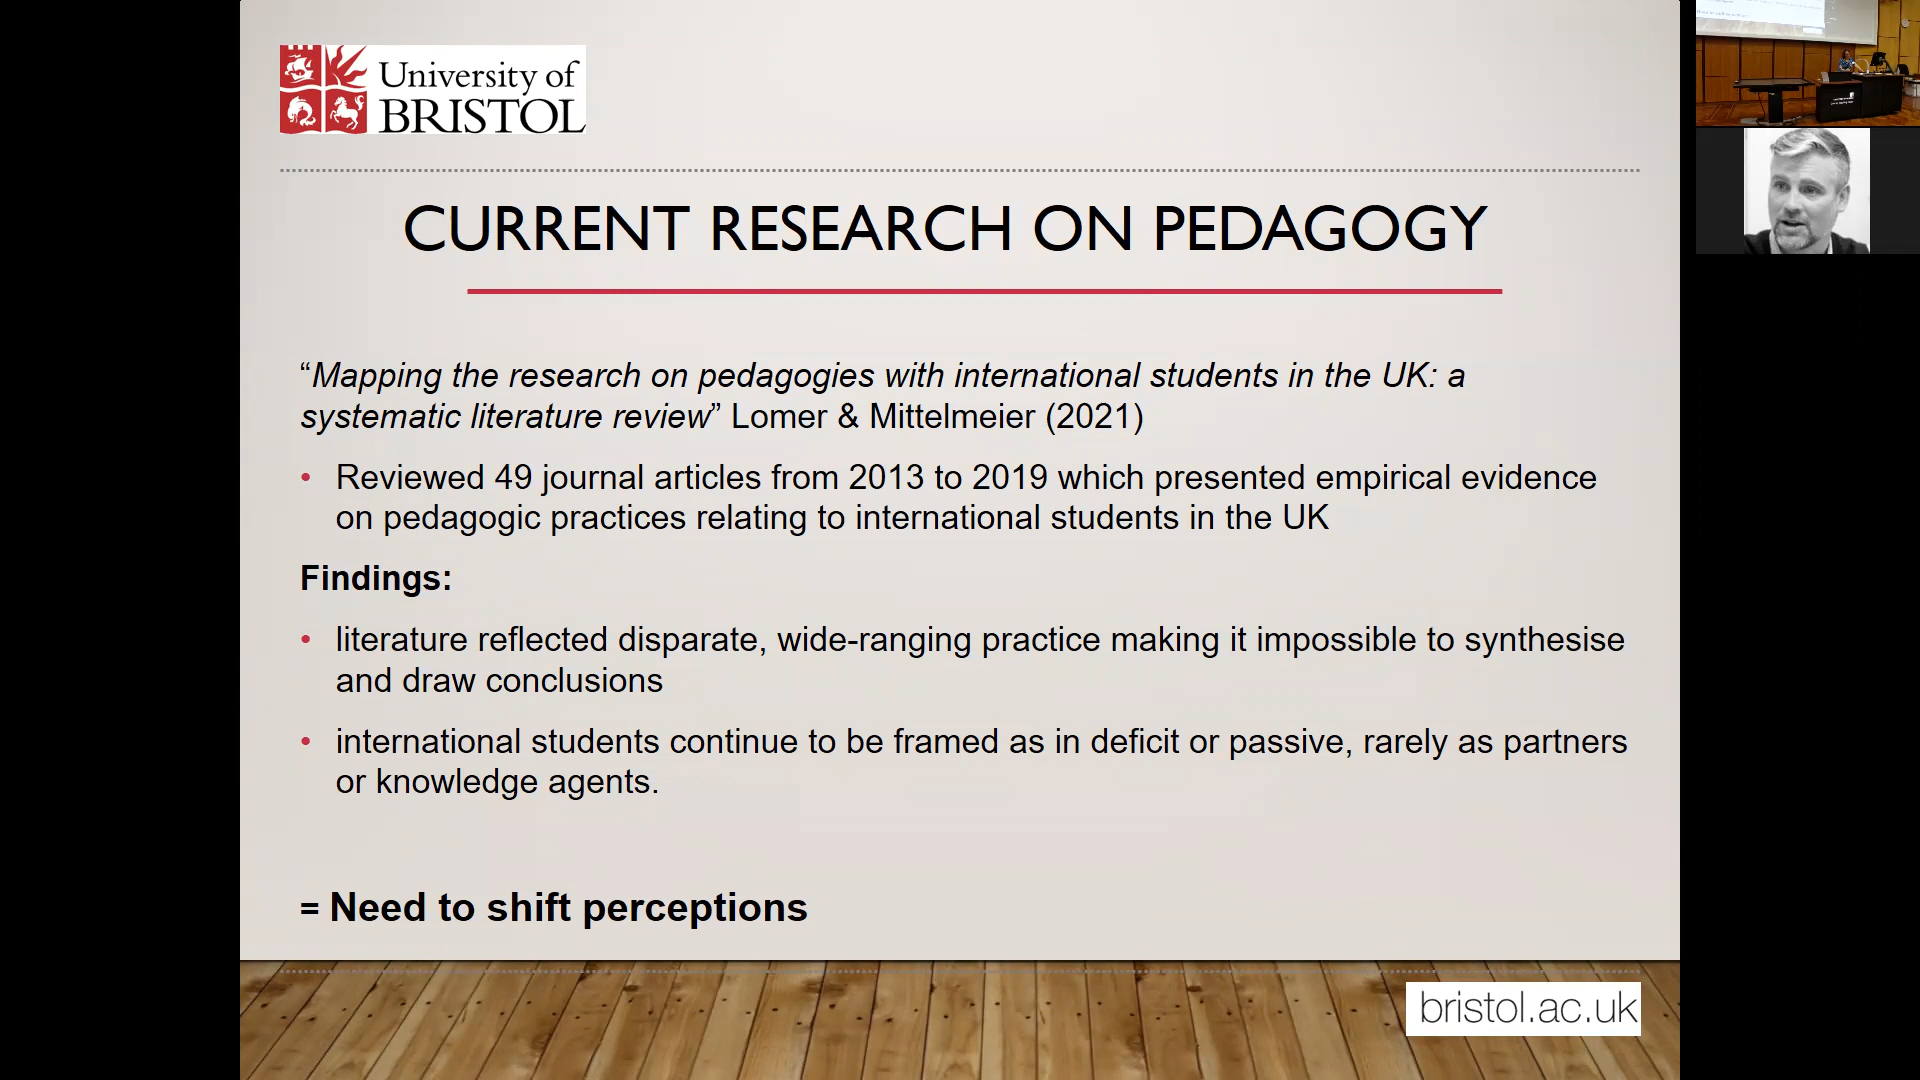 University of
BRISTOL
CURRENT RESEARCH ON PEDAGOGY
“Mapping the research on pedagogies with international students in the UK: a
systematic literature review” Lomer & Mittelmeier (2021)
• Reviewed 49 journal articles from 2013 to 2019 which presented empirical evidence
on pedagogic practices relating to international students in the UK
Findings:
• literature reflected disparate, wide-ranging practice making it impossible to synthesise
and draw conclusions
• international students continue to be framed as in deficit or passive, rarely as partners
or knowledge agents.
= Need to shift perceptions
bristol.ac.uk